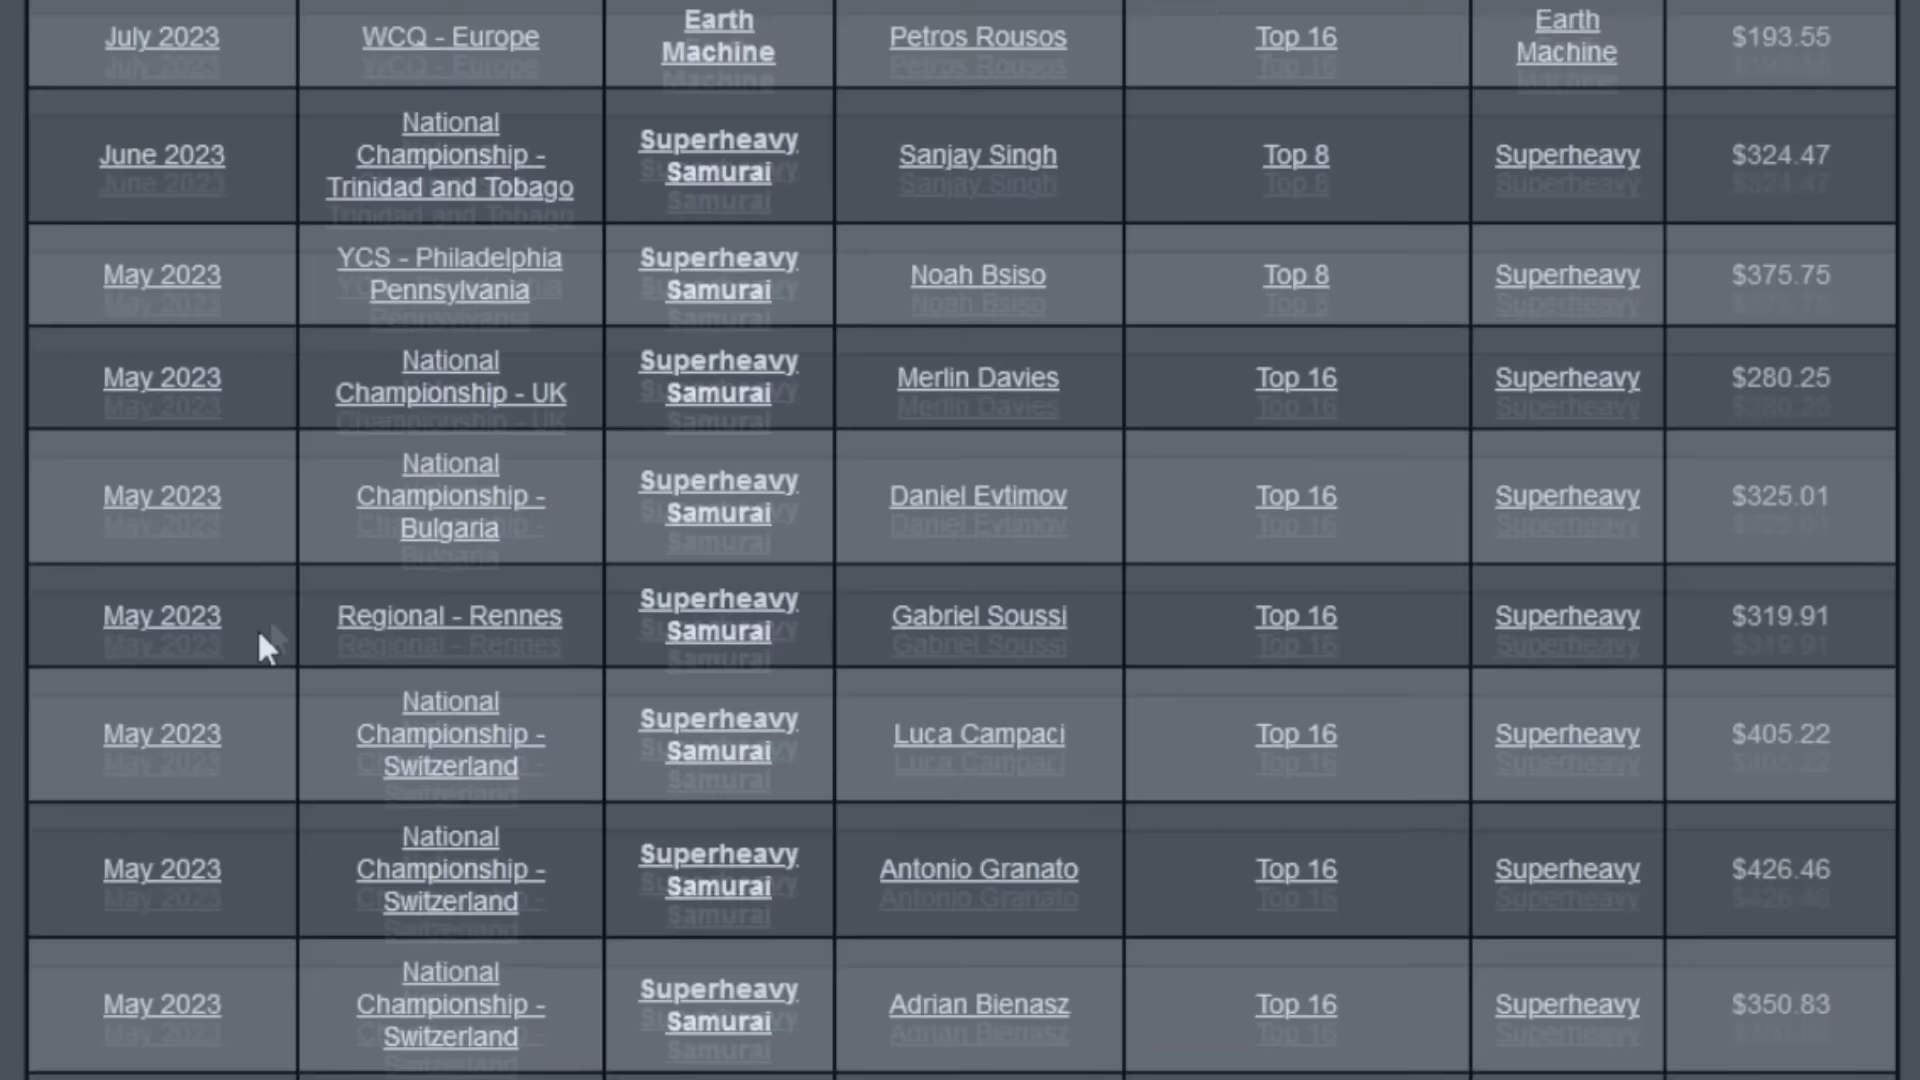 July 2023
WCQ - Europe
Earth
Machine
Petros Rousos
Top 16
Earth
Machine
$193.55
June 2023
National
Championship -
Trinidad and Tobago
Superheavy
Samurai
Sanjay Singh
Top 8
Superheavy
$324.47
May 2023
YCS - Philadelphia
Pennsylvania
Superheavy
Samurai
Noah Bsiso
Top 8
Superheavy
$375.75
May 2023
National
Championship - UK
Superheavy
Samurai
Merlin Davies
Top 16
Superheavy
$280.25
May 2023
National
Championship -
Bulgaria
Superheavy
Samurai
Daniel Evtimov
Top 16
Superheavy
$325.01
May 2023
Regional - Rennes
Superheavy
Samurai
Gabriel Soussi
Top 16
Superheavy
$319.91
May 2023
National
Championship -
Switzerland
Superheavy
Samurai
Luca Campaci
Top 16
Superheavy
$405.22
May 2023
National
Championship -
Switzerland
Superheavy
Samurai
Antonio Granato
Top 16
Superheavy
$426.46
May 2023
National
Championship -
Switzerland
Superheavy
Samurai
Adrian Bienasz
Top 16
Superheavy
$350.83